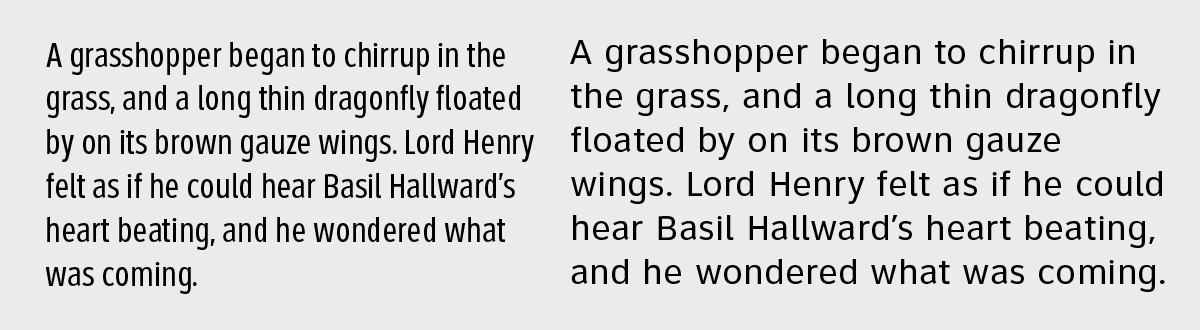 A grasshopper began to chirrup in the
grass, and a long thin dragonfly floated
by on its brown gauze wings. Lord Henry
felt as if he could hear Basil Hallward’s
heart beating, and he wondered what
was coming.
A grasshopper began to chirrup in
the grass, and a long thin dragonfly
floated by on its brown gauze
wings. Lord Henry felt as if he could
hear Basil Hallward’s heart beating,
and he wondered what was coming.